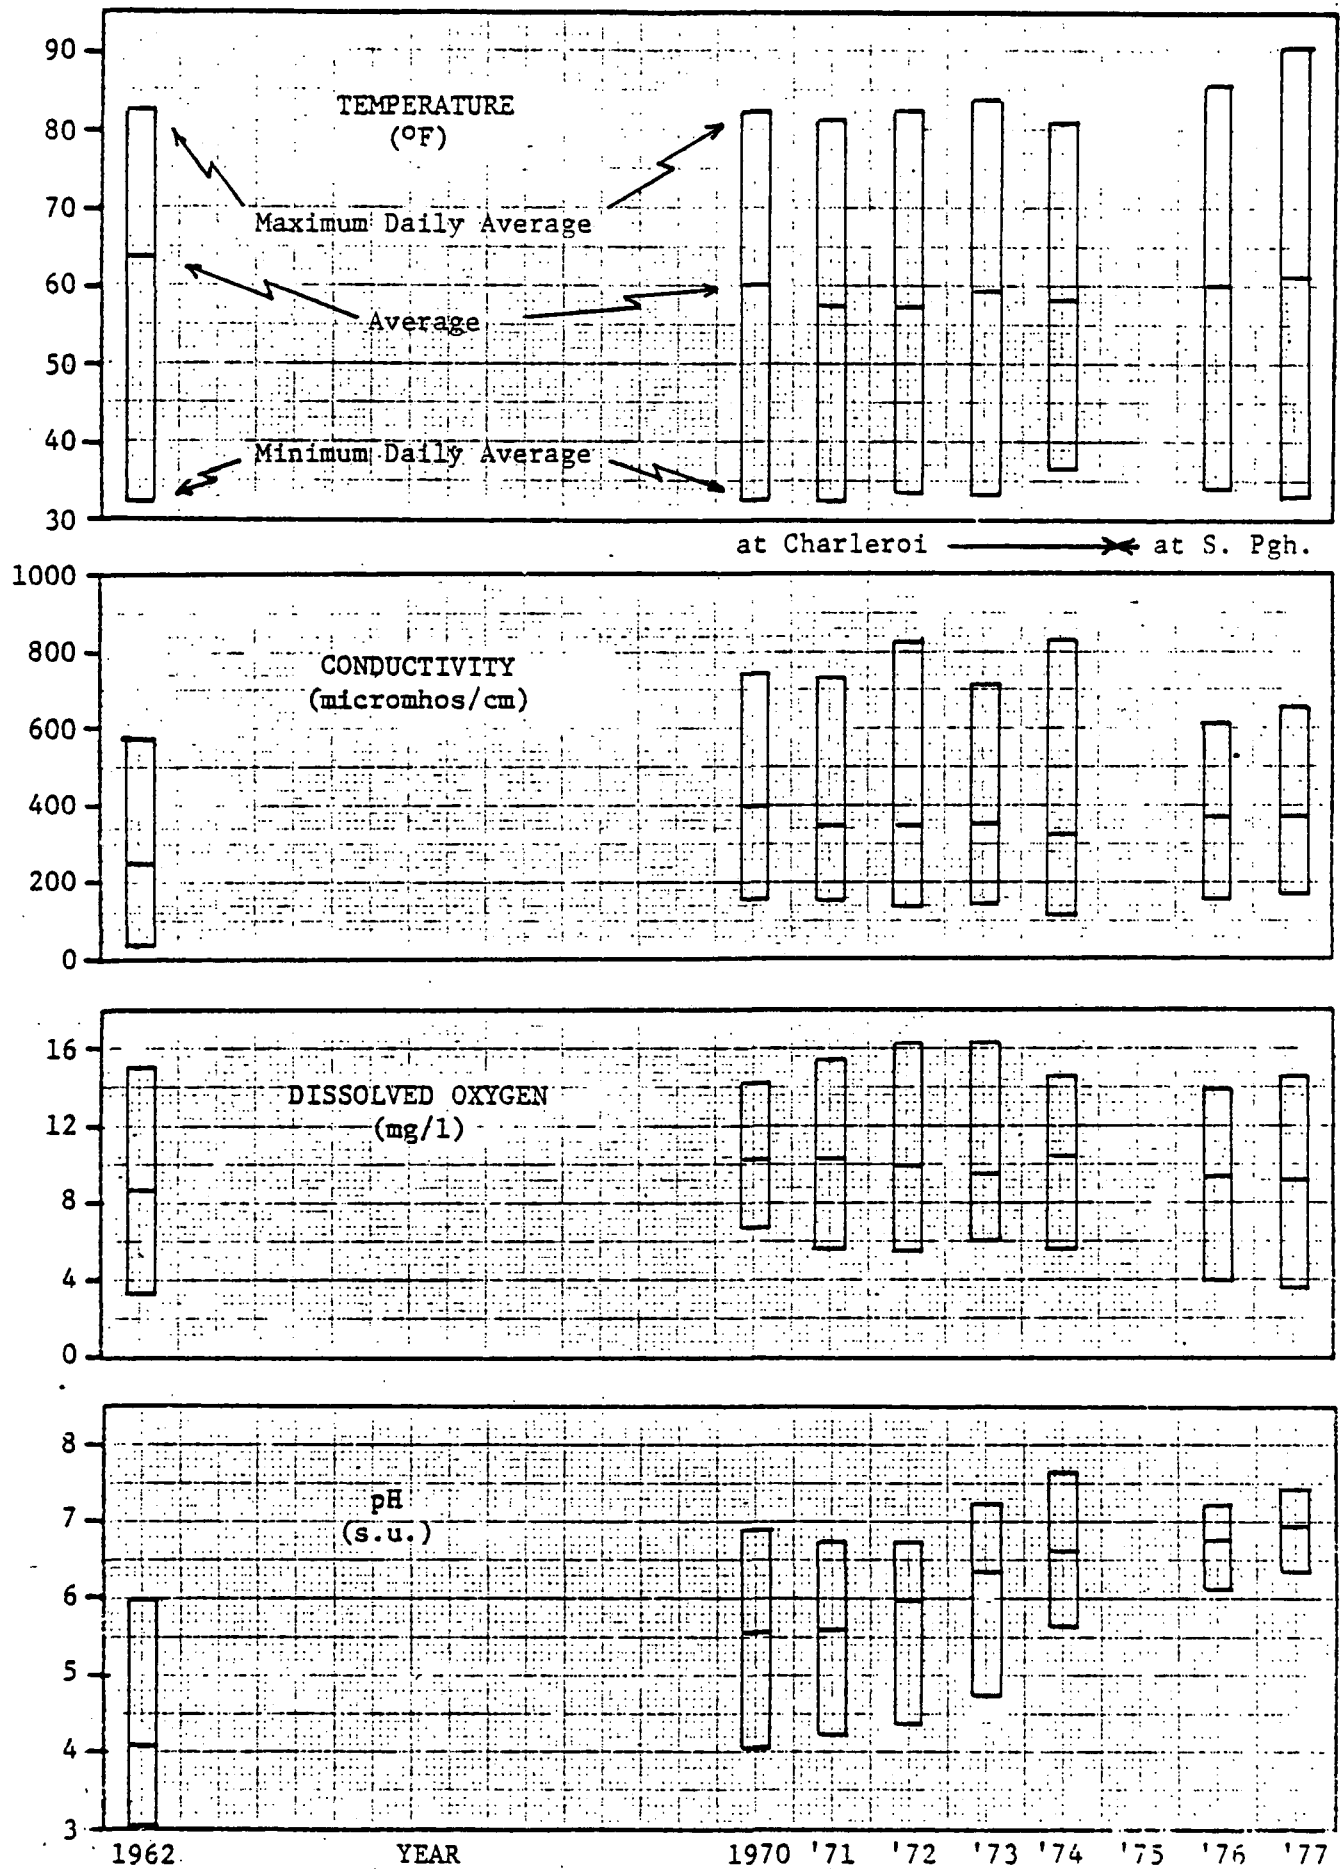 90
TEMPERATURE
80
(°F)
70
Maximum Daily Average
60
Average
50
40
Minimum Daily Average
30
at Charleroi at S. Pgh.
1000
800
CONDUCTIVITY
(micromhos/cm)
600
400
200
0
16
DISSOLVED OXYGEN
12
(mg/l)
8
4
0
8
pH
7
(s.u.)
6
5
4
3
1962 YEAR 1970 '71 '72 '73 '74 '75 '76 '77